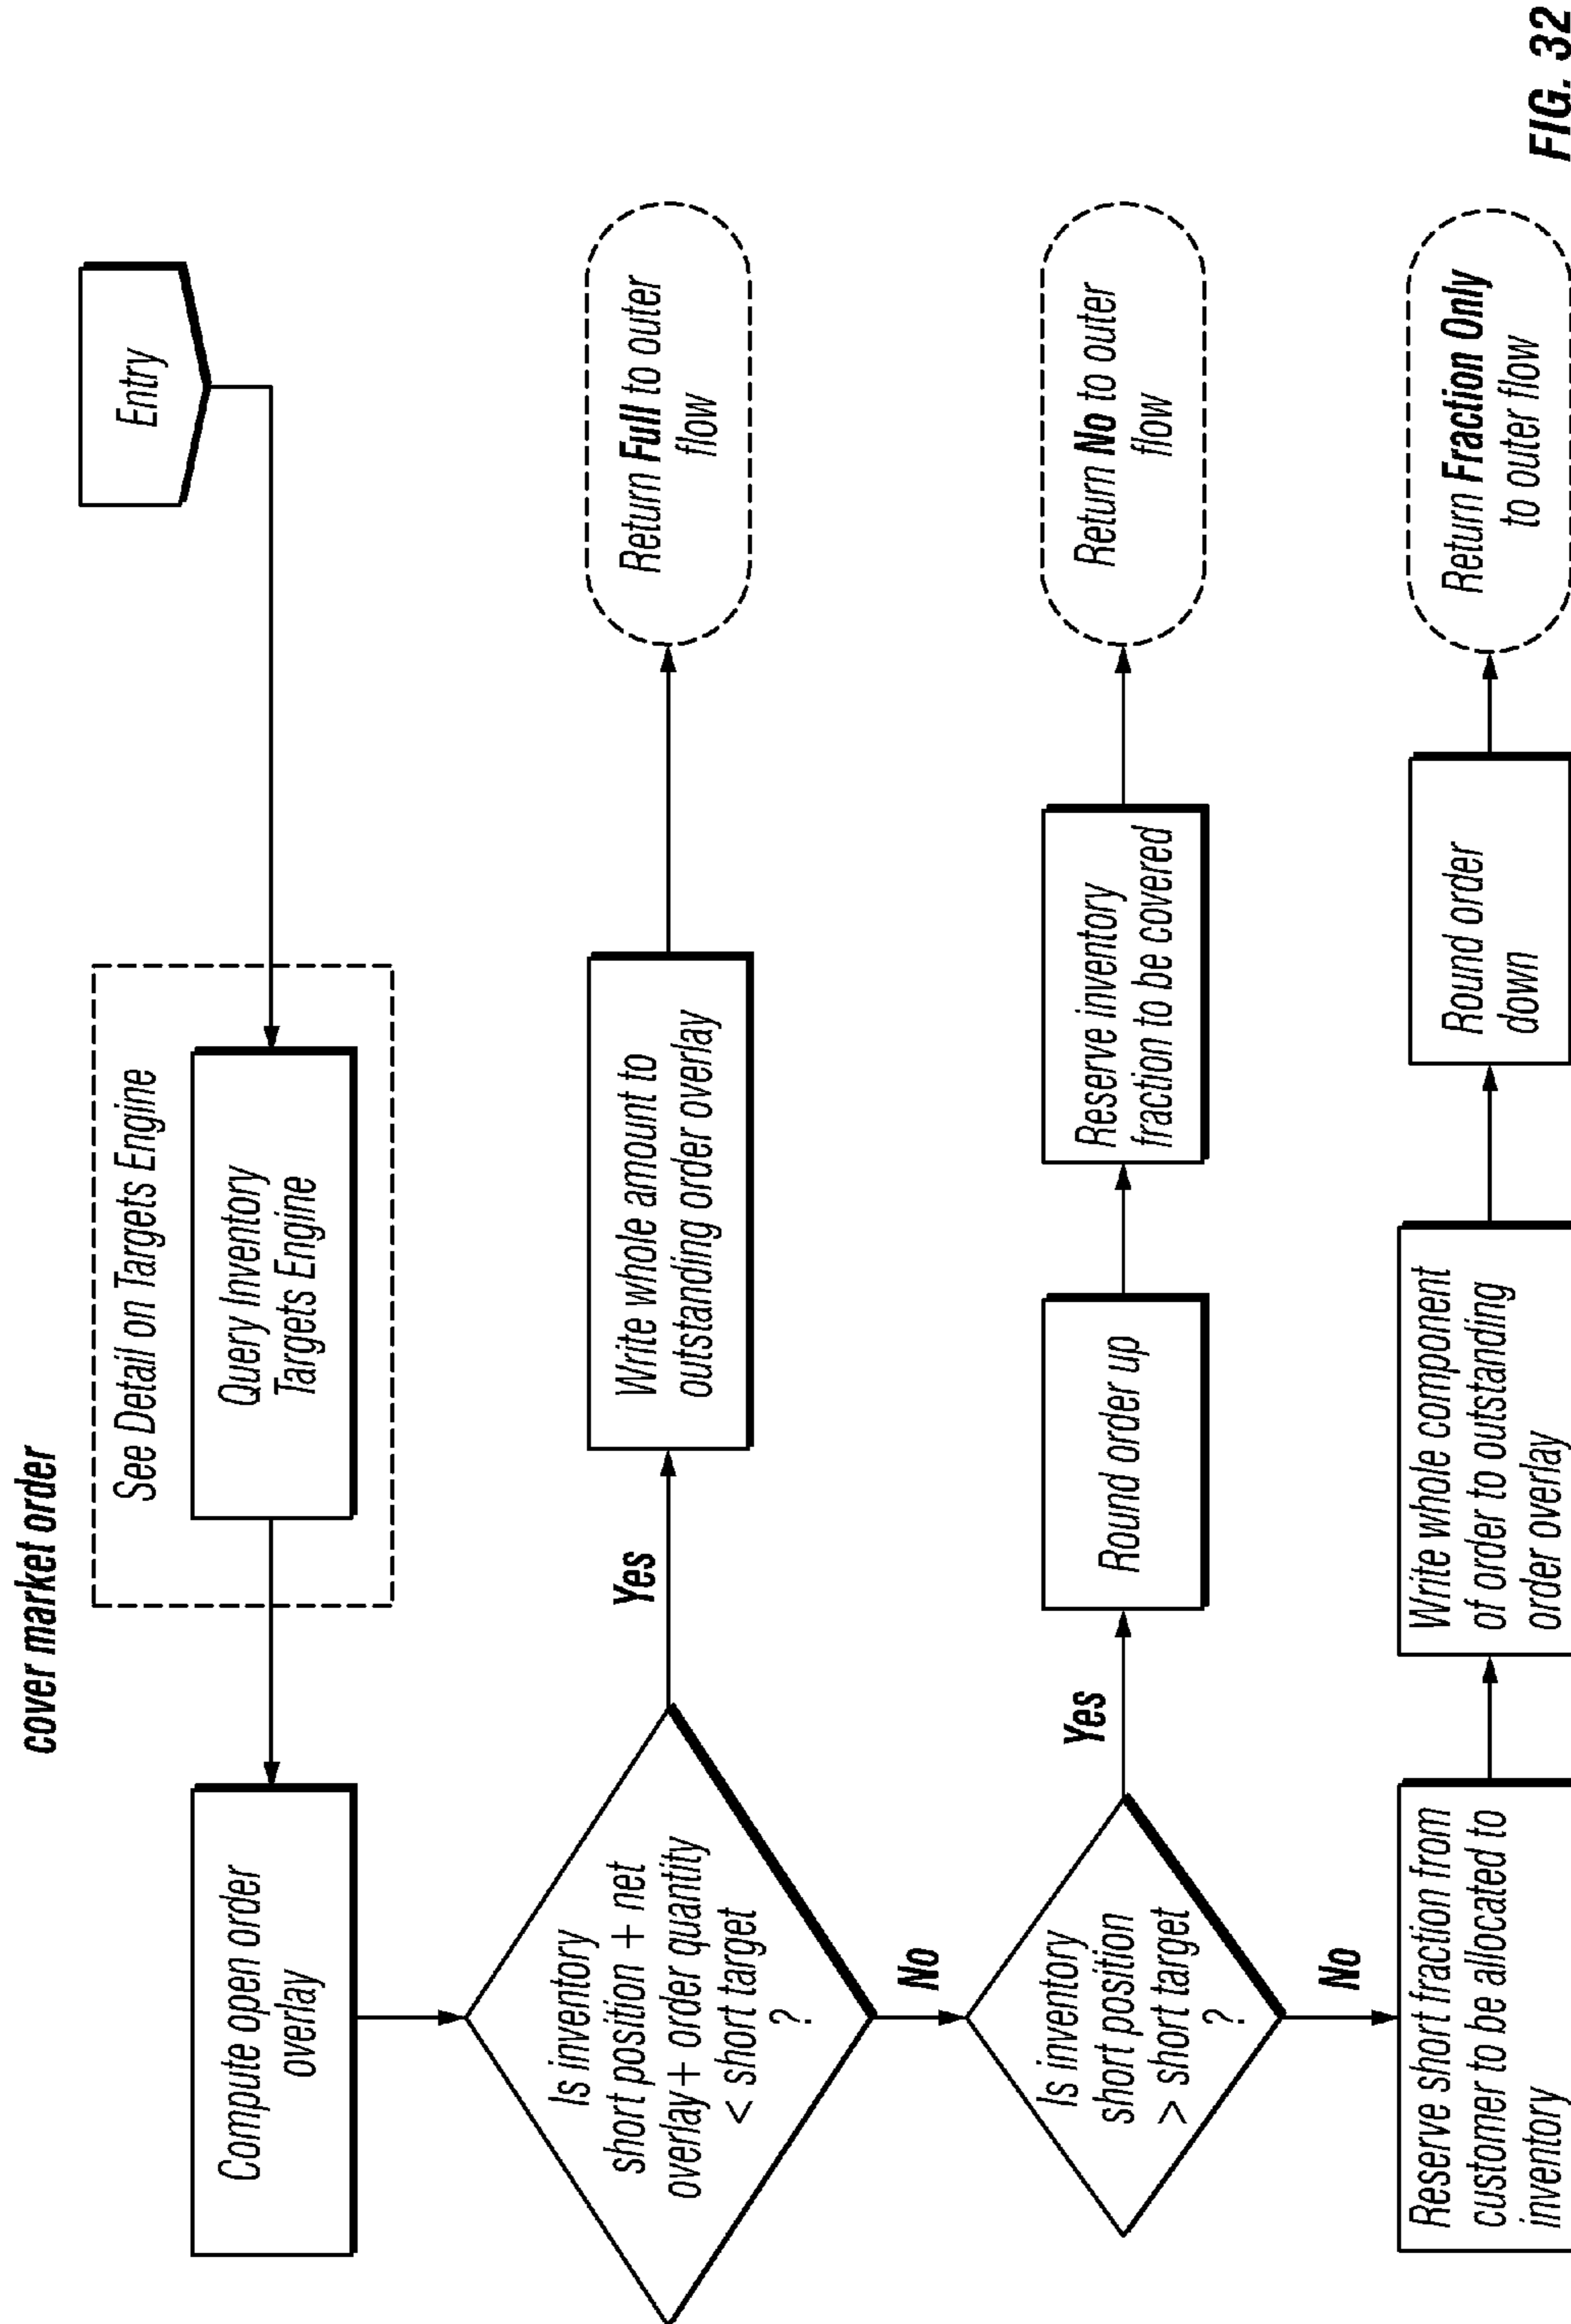 cover market order
Entry
See Detail on Targets Engine
Query Inventory
Targets Engine
Compute open order
overlay
Is inventory
short position + net
overlay + order quantity
< short target
?
Yes
Write whole amount to
outstanding order overlay
Return Full to outer
flow
No
Is inventory
short position
> short target
?
Yes
Round order up
Reserve inventory
fraction to be covered
Return No to outer
flow
No
Reserve short fraction from
customer to be allocated to
inventory
Write whole component
of order to outstanding
order overlay
Round order
down
Return Fraction Only
to outer flow
FIG. 32